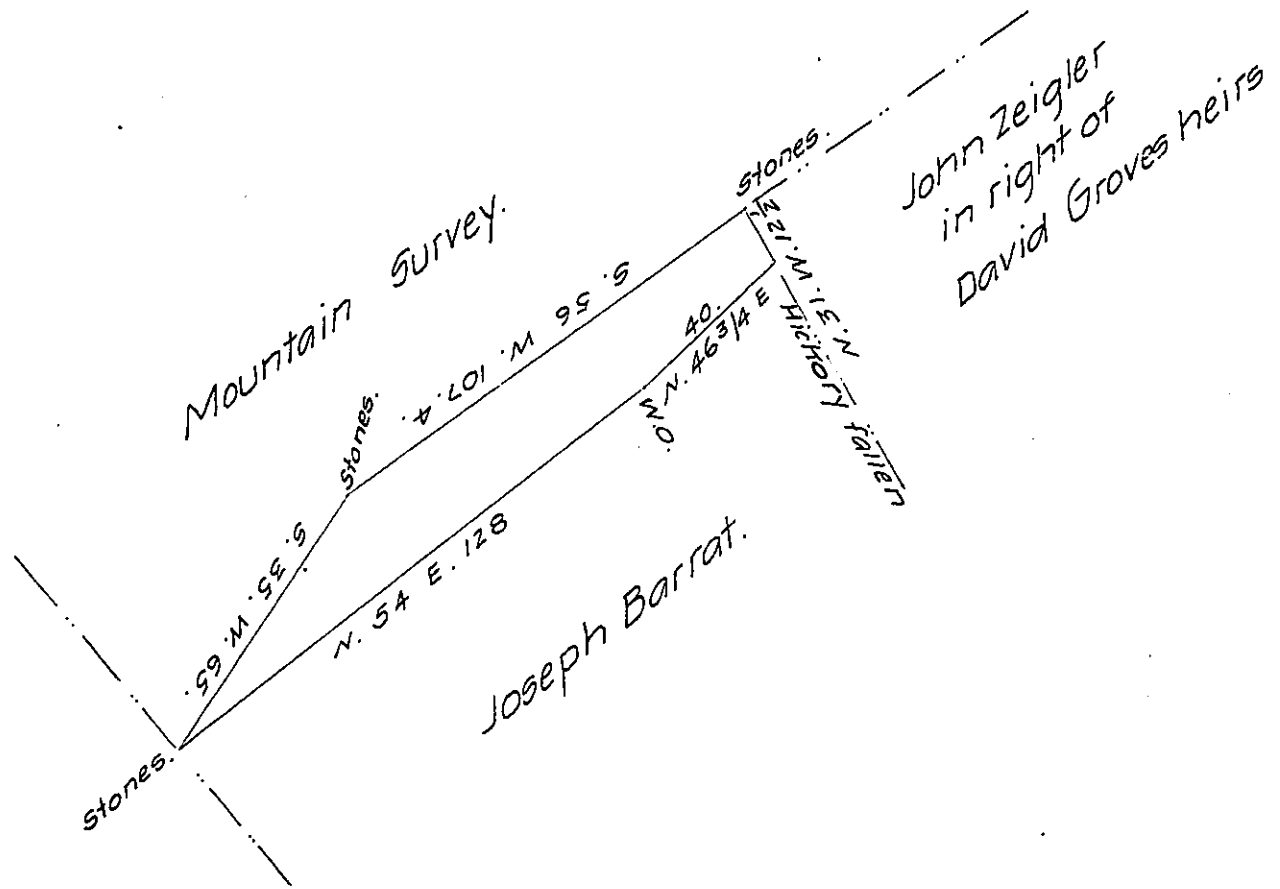 Mountain Survey.
Stones.
John Zeigler
in right of
David Groves heirs
S. 56 W. 107.4.
N. 31. W. 12
40.
N. 46 3/4 E
Hickory fallen
Stones.
W.O.
S. 35. W. 65.
N. 54 E. 128
Joseph Barrat.
Stones.